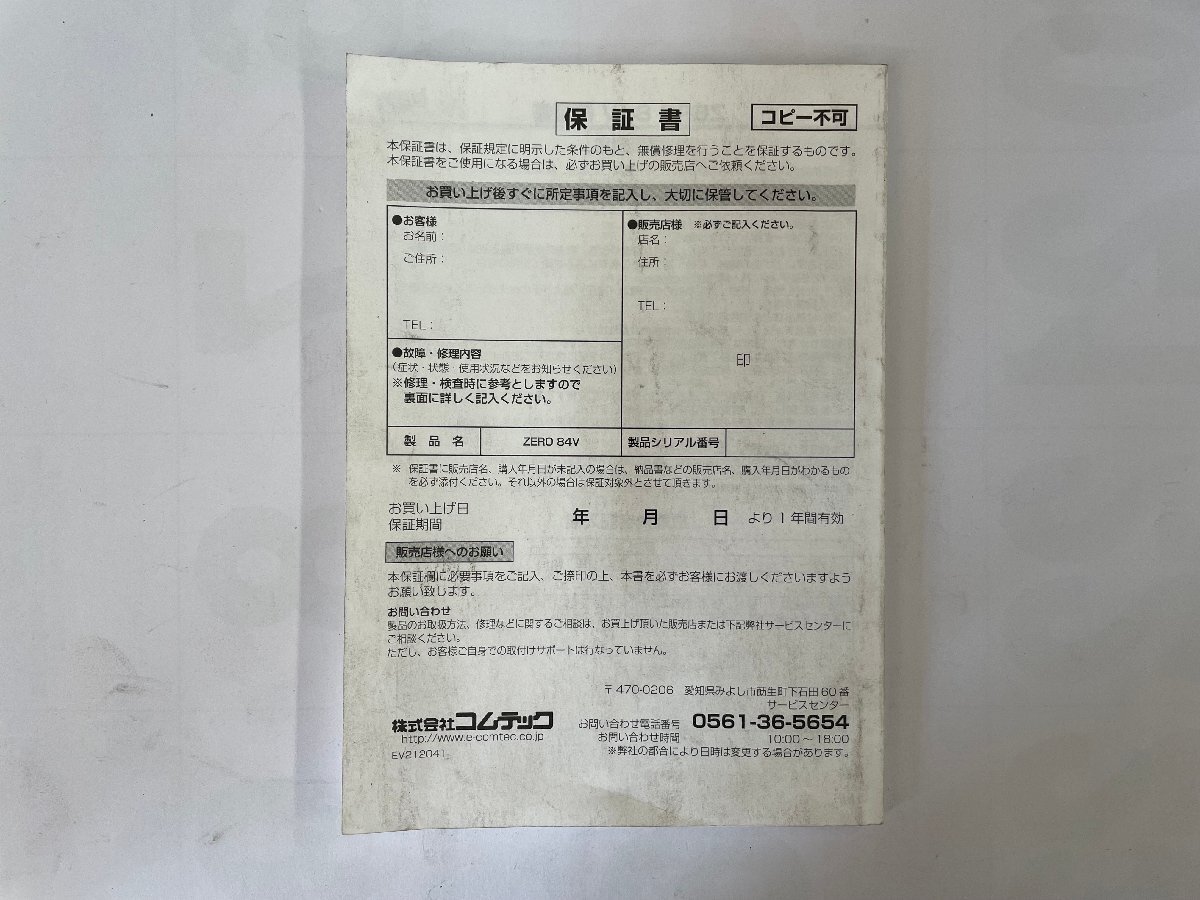 保証書
コピー不可
本保証書は、保証規定に明示した条件のもと、無償修理を行うことを保証するものです。
本保証書をご使用になる場合は、必ずお買い上げの販売店へご依頼ください。
お買い上げ後すぐに所定事項を記入し、大切に保管してください。
●お客様
お名前：
ご住所：
TEL：
●故障・修理内容
（症状・状態・使用状況などをお知らせください）
※修理・検査時に参考としますので
裏面に詳しく記入ください。
●販売店様 ※必ずご記入ください。
店名：
住所：
TEL：
印
製品名 ZERO 84V 製品シリアル番号
※ 保証書に販売店名、購入年月日が未記入の場合は、納品書などの販売店名、購入年月日がわかるもの
を必ず添付ください。それ以外の場合は保証対象外とさせて頂きます。
お買い上げ日
保証期間
年 月 日 より1年間有効
販売店様へのお願い
本保証欄に必要事項をご記入、ご捺印の上、本書を必ずお客様にお渡しくださいますよう
お願い致します。
お問い合わせ
製品のお取扱方法、修理などに関するご相談は、お買上げ頂いた販売店または下記弊社サービスセンターに
ご相談ください。
ただし、お客様ご自身での取付けサポートは行なっていません。
〒470-0206 愛知県みよし市莇生町下石田60番
サービスセンター
株式会社コムテック
http://www.e-comtec.co.jp
EV212041
お問い合わせ電話番号 0561-36-5654
お問い合わせ時間 10:00～18:00
※弊社の都合により日時は変更する場合があります。